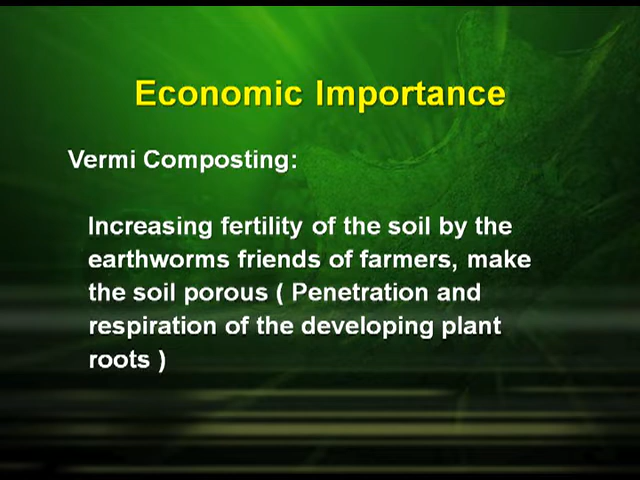 Economic Importance
Vermi Composting:
Increasing fertility of the soil by the
earthworms friends of farmers, make
the soil porous ( Penetration and
respiration of the developing plant
roots )